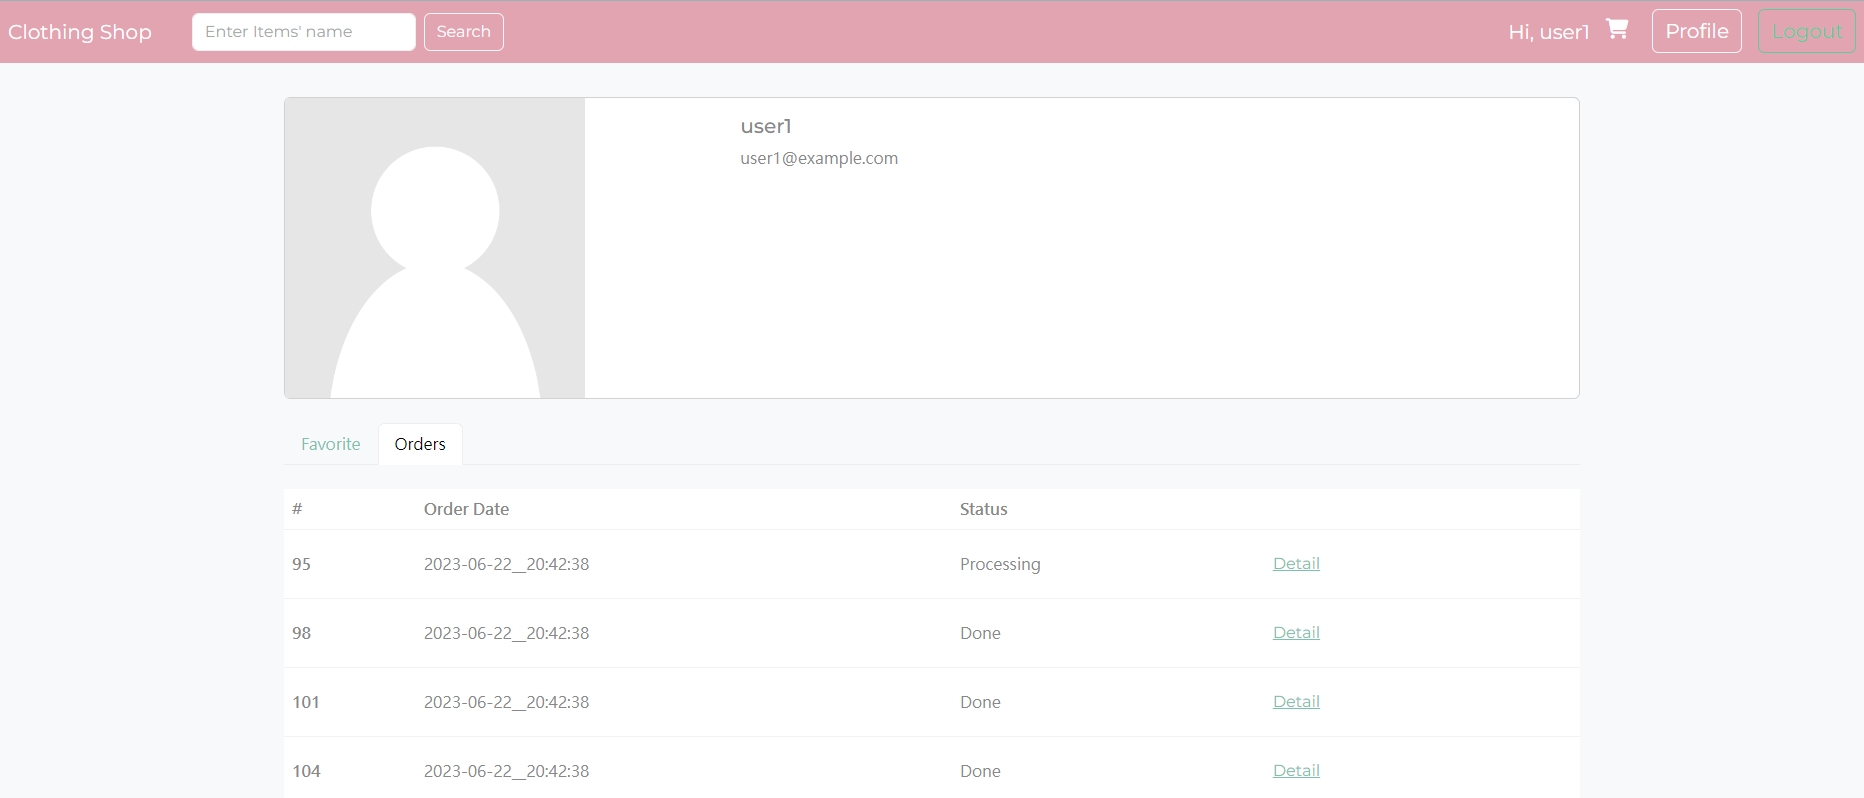 Clothing Shop Enter Items' name Search Hi, user1 Profile Logout
user1
user1@example.com
Favorite Orders
# Order Date Status
95 2023-06-22__20:42:38 Processing Detail
98 2023-06-22__20:42:38 Done Detail
101 2023-06-22__20:42:38 Done Detail
104 2023-06-22__20:42:38 Done Detail